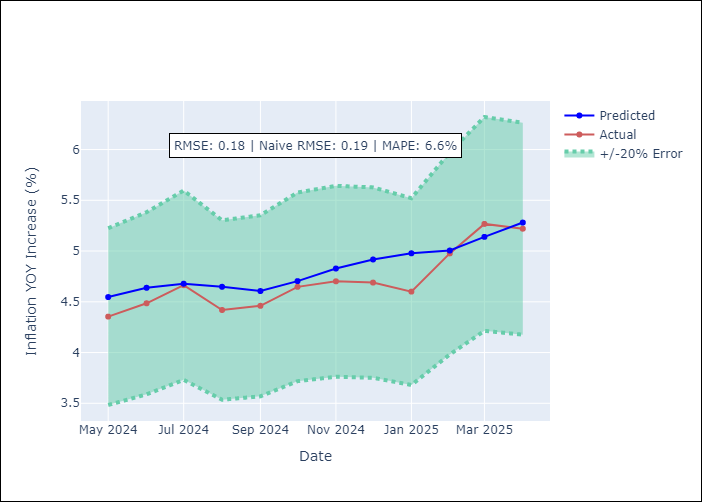 RMSE: 0.18 | Naive RMSE: 0.19 | MAPE: 6.6%
Predicted
Actual
+/-20% Error
Inflation YOY Increase (%)
6
5.5
5
4.5
4
3.5
May 2024
Jul 2024
Sep 2024
Nov 2024
Jan 2025
Mar 2025
Date